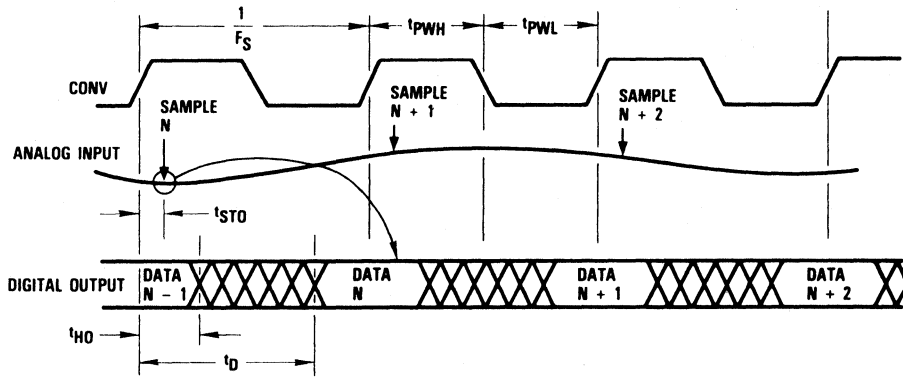 1
F_S
t_PWH
t_PWL
CONV
SAMPLE
N
SAMPLE
N + 1
SAMPLE
N + 2
ANALOG INPUT
t_STO
DIGITAL OUTPUT
DATA
N - 1
DATA
N
DATA
N + 1
DATA
N + 2
t_HO
t_D